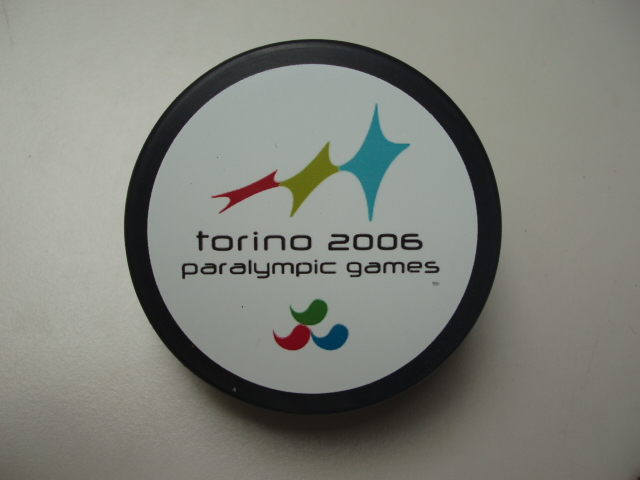 torino 2006
paralympic games